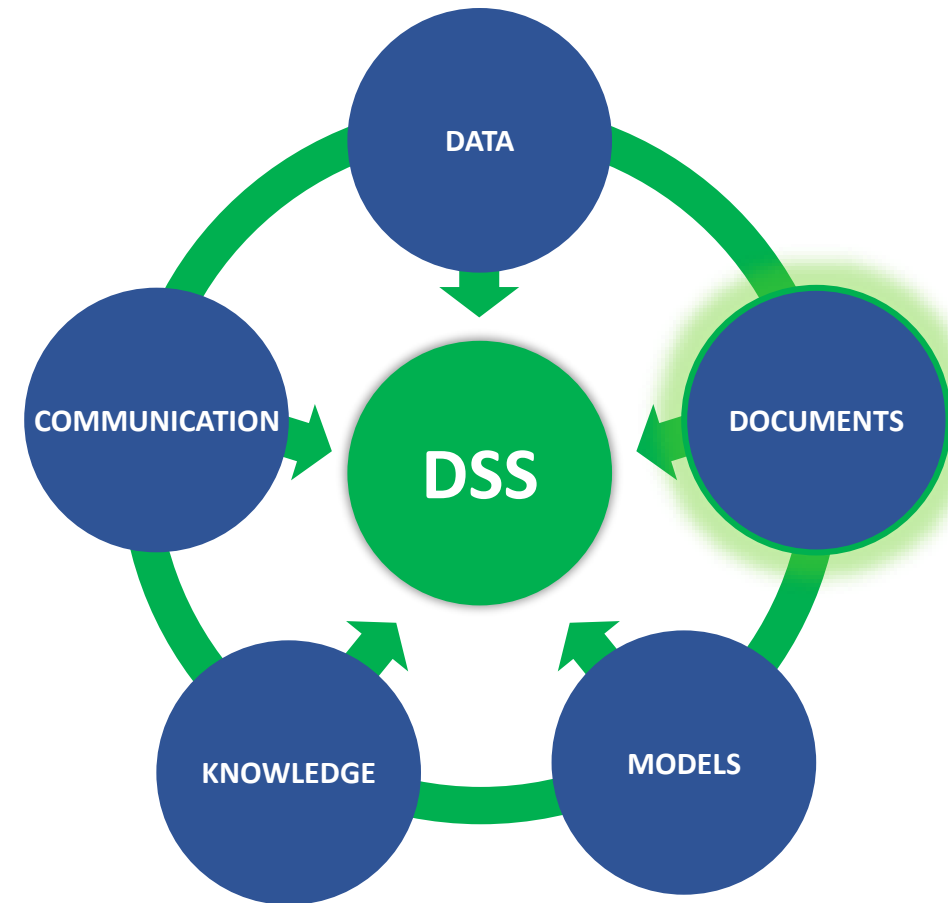 DATA
COMMUNICATION
DOCUMENTS
DSS
KNOWLEDGE
MODELS